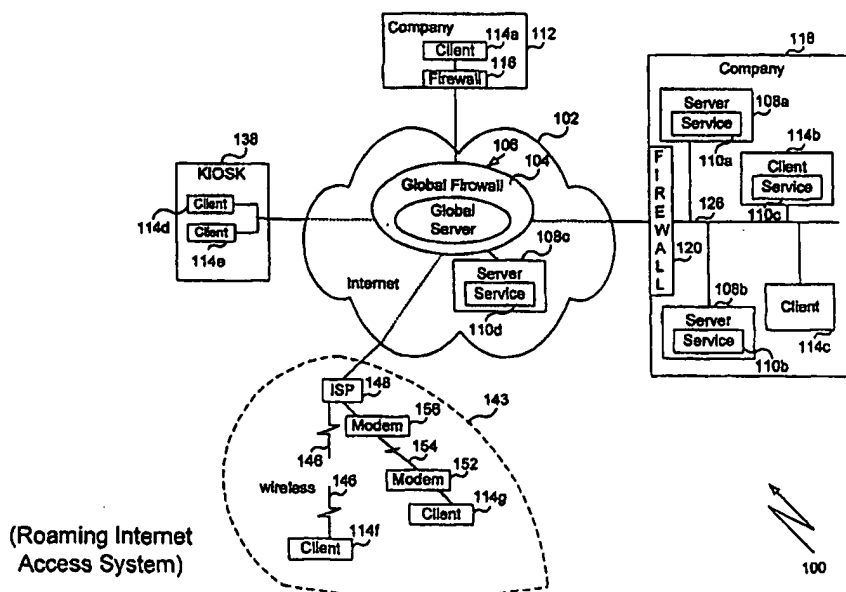 Company
Client
114a
112
Firewall
116
118
Company
Server
108a
Service
110a
114b
Client
Service
110c
126
FIREWALL
120
108b
Server
Service
110b
Client
114c
102
106
104
Global Firewall
Global
Server
108c
Server
Service
110d
Internet
138
KIOSK
Client
114d
Client
114e
ISP
148
143
156
Modem
154
146
152
Modem
wireless
146
Client
114g
Client
114f
(Roaming Internet
Access System)
100